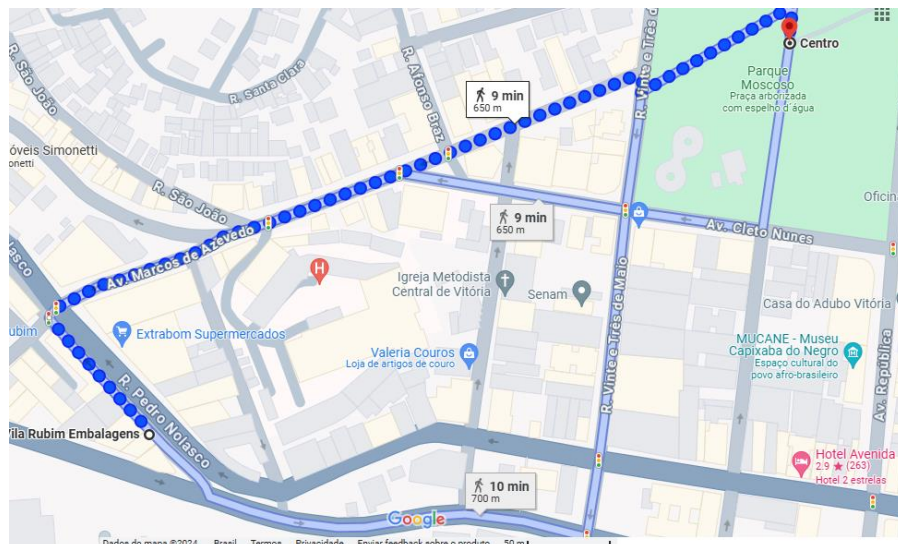 R. São João
R. Santa Clara
R. Afonso Braz
R. Vinte e Três de
Centro
Parque
Moscoso
Praça arborizada
com espelho d'água
9 min
650 m
óveis Simonetti
onetti
R. São João
Oficina
9 min
650 m
Av. Cleto Nunes
Av. Marcos de Azevedo
Nolasco
Igreja Metodista
Central de Vitória
Senam
R. Vinte e Três de Maio
Casa do Adubo Vitória
ubim
Extrabom Supermercados
H
Valeria Couros
Loja de artigos de couro
MUCANE - Museu
Capixaba do Negro
Espaço cultural do
povo afro-brasileiro
Av. República
R. Pedro Nolasco
Vila Rubim Embalagens
Hotel Avenida
2.9 ★ (263)
Hotel 2 estrelas
10 min
700 m
Google
Dados do mapa ©2024 Brasil Termos Privacidade Enviar feedback sobre o produto 50 m